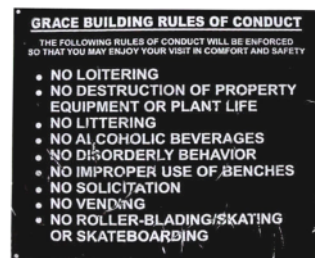 GRACE BUILDING RULES OF CONDUCT
THE FOLLOWING RULES OF CONDUCT WILL BE ENFORCED
SO THAT YOU MAY ENJOY YOUR VISIT IN COMFORT AND SAFETY
• NO LOITERING
• NO DESTRUCTION OF PROPERTY
EQUIPMENT OR PLANT LIFE
• NO LITTERING
• NO ALCOHOLIC BEVERAGES
• NO DISORDERLY BEHAVIOR
• NO IMPROPER USE OF BENCHES
• NO SOLICITATION
• NO VENDING
• NO ROLLER-BLADING/SKATING
OR SKATEBOARDING